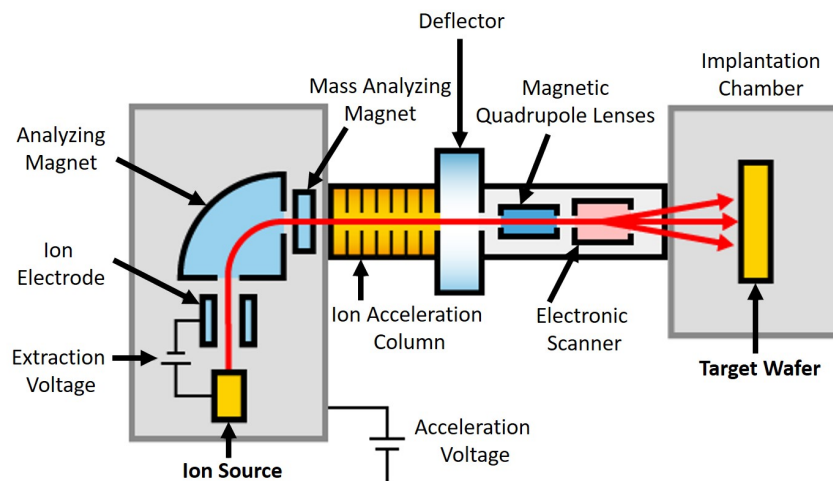 Deflector
Implantation
Chamber
Mass Analyzing
Magnet
Magnetic
Quadrupole Lenses
Analyzing
Magnet
Ion
Electrode
Extraction
Voltage
Ion Acceleration
Column
Electronic
Scanner
Target Wafer
Acceleration
Voltage
Ion Source